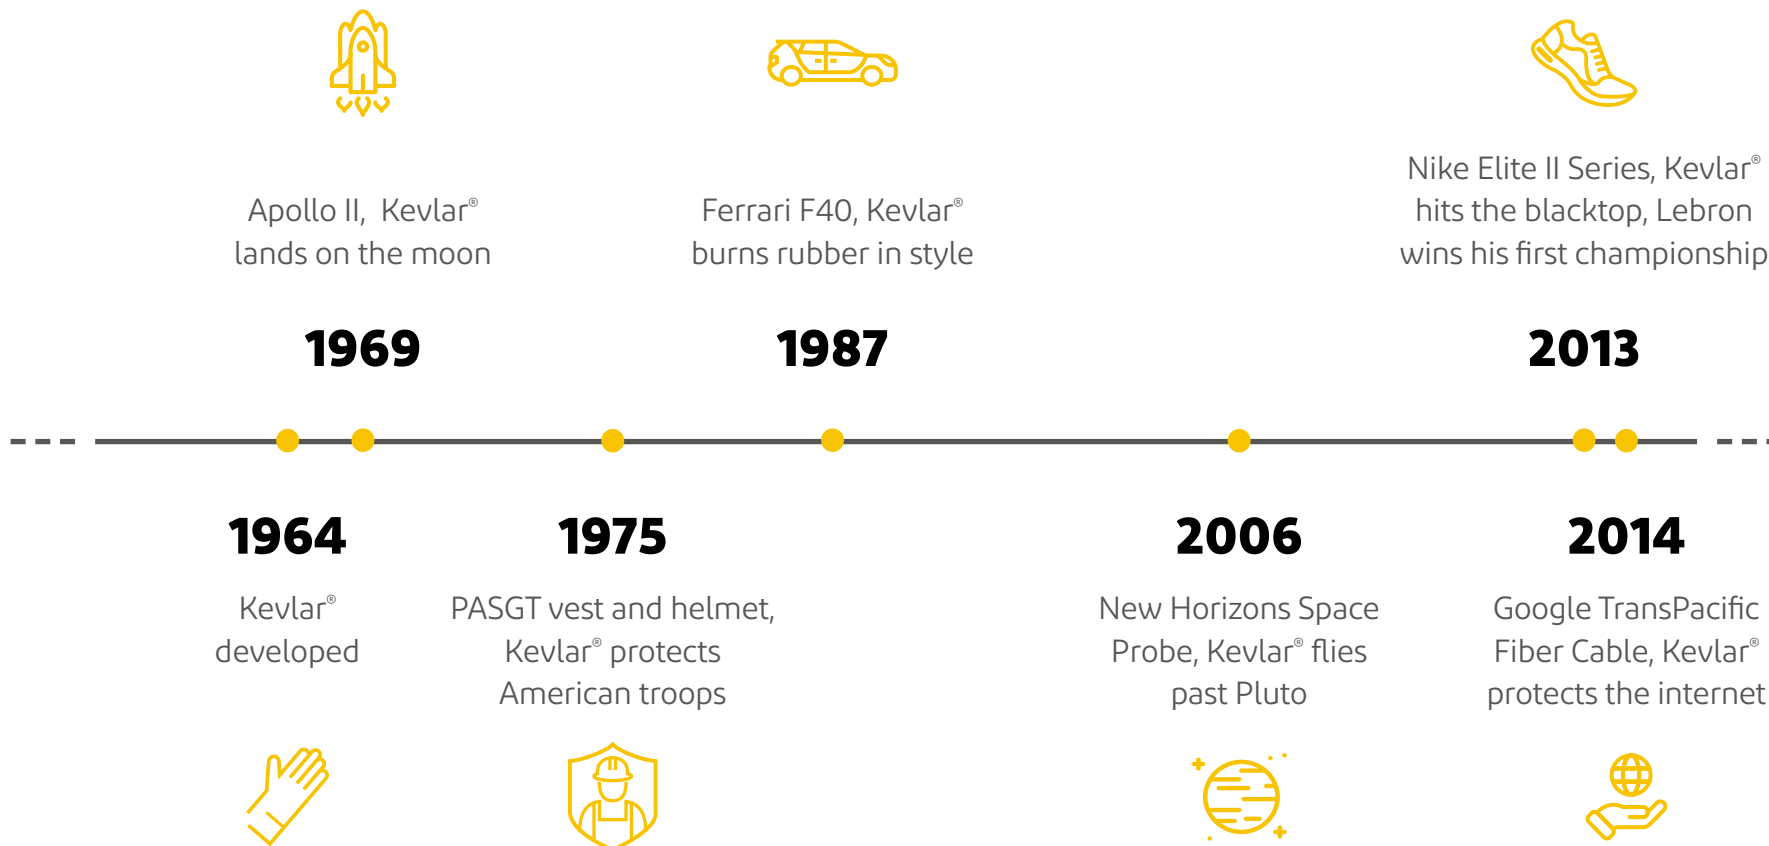 Apollo II, Kevlar®
lands on the moon
1969
Ferrari F40, Kevlar®
burns rubber in style
1987
Nike Elite II Series, Kevlar®
hits the blacktop, Lebron
wins his first championship
2013
1964
Kevlar®
developed
1975
PASGT vest and helmet,
Kevlar® protects
American troops
2006
New Horizons Space
Probe, Kevlar® flies
past Pluto
2014
Google TransPacific
Fiber Cable, Kevlar®
protects the internet